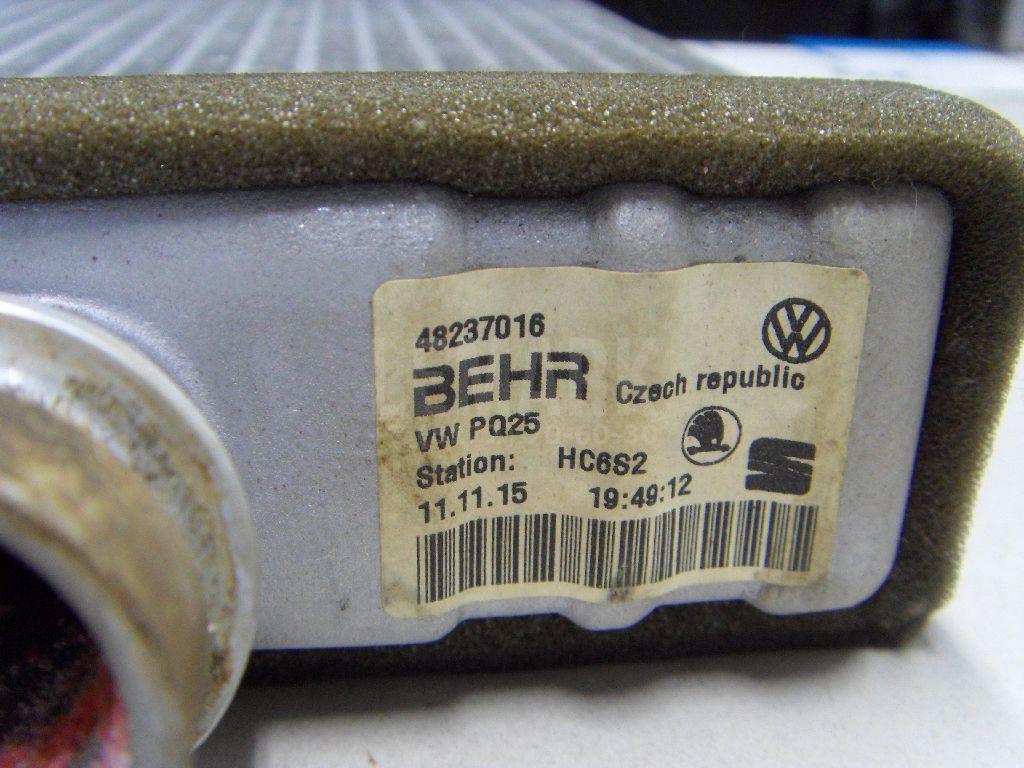 48237016
BEHR Czech republic
VW PQ25
Station: HC6S2
11.11.15 19:49:12